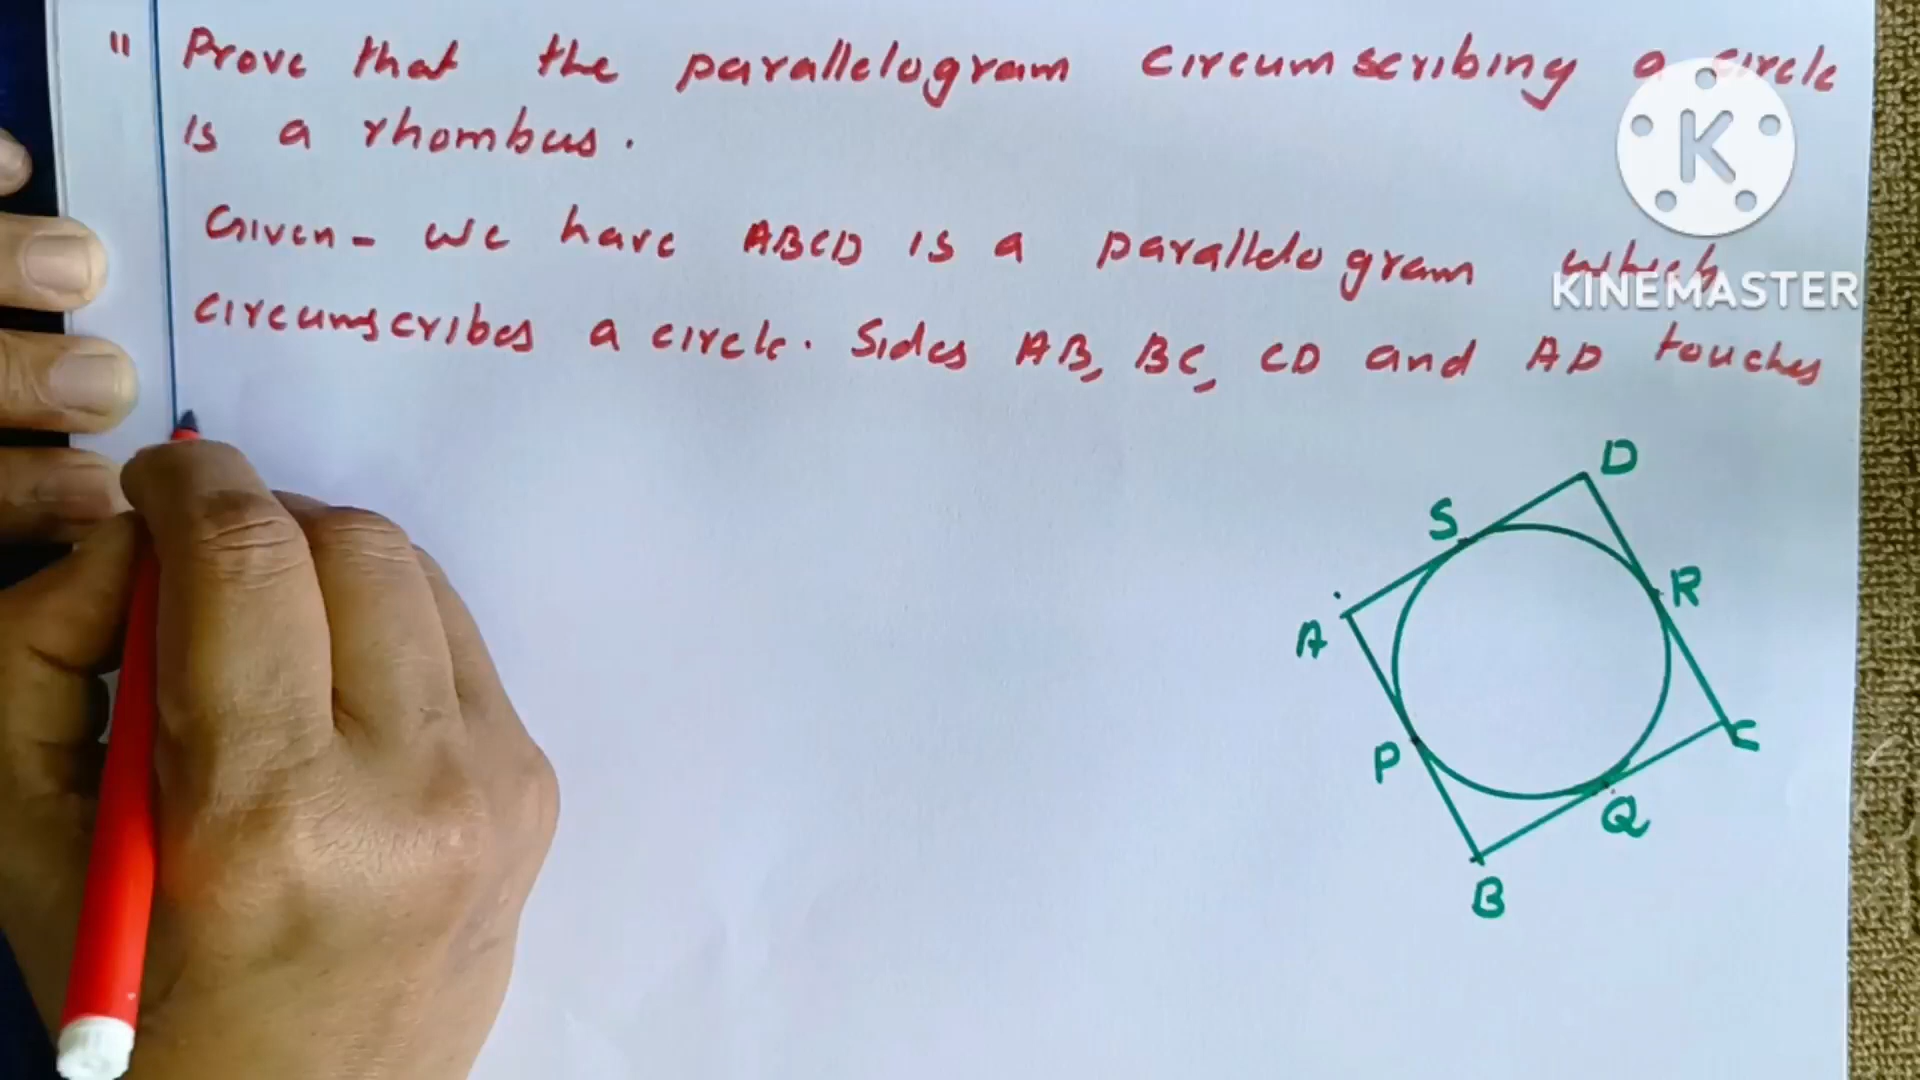 11 Prove that the parallelogram circumscribing a circle
is a rhombus.
Given - we have ABCD is a parallelogram which
circumscribes a circle. Sides AB, BC, CD and AD touches
K
KINEMASTER
D
S
R
A
P
C
Q
B